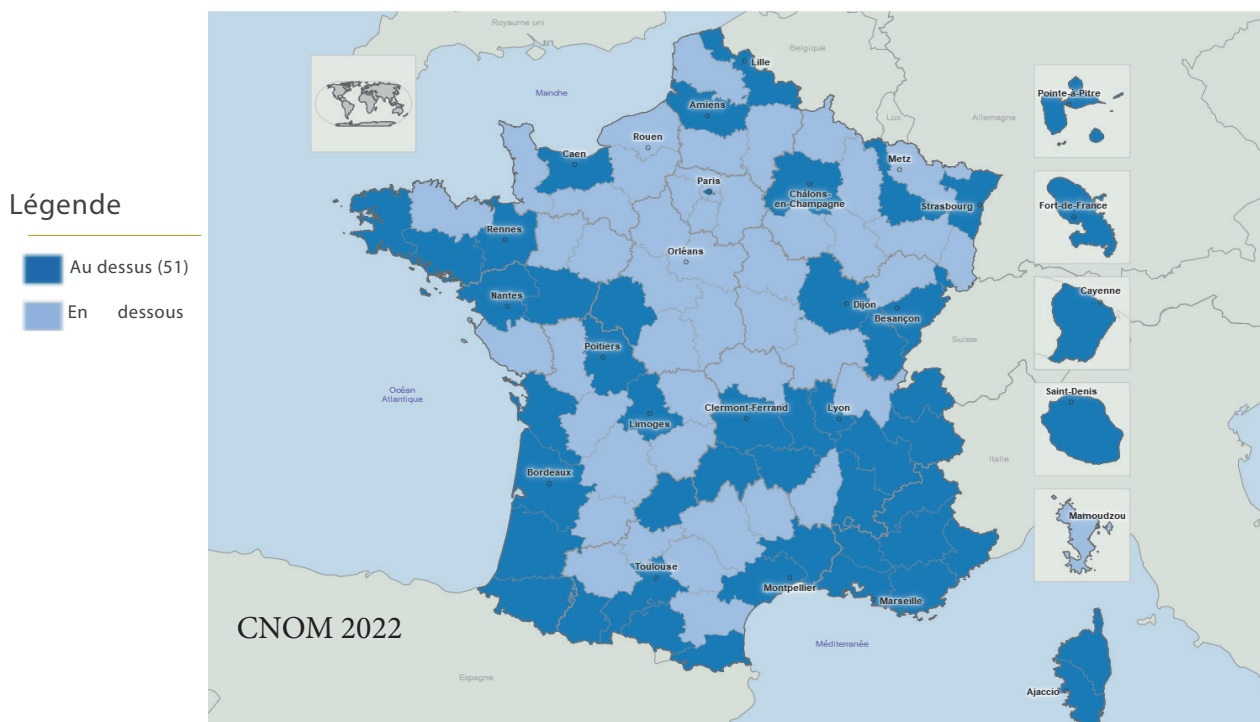 Légende
Au dessus (51)
En dessous
Royaume uni
Belgique
Lille
Manche
Amiens
Lux.
Allemagne
Rouen
Caen
Metz
Paris
Châlons-
en-Champagne
Strasbourg
Rennes
Orléans
Nantes
Dijon
Besançon
Suisse
Poitiers
Océan
Atlantique
Clermont-Ferrand
Lyon
Limoges
Italie
Bordeaux
Toulouse
Montpellier
Marseille
CNOM 2022
Méditerranée
Espagne
Pointe-à-Pitre
Fort-de-France
Cayenne
Saint-Denis
Mamoudzou
Ajaccio